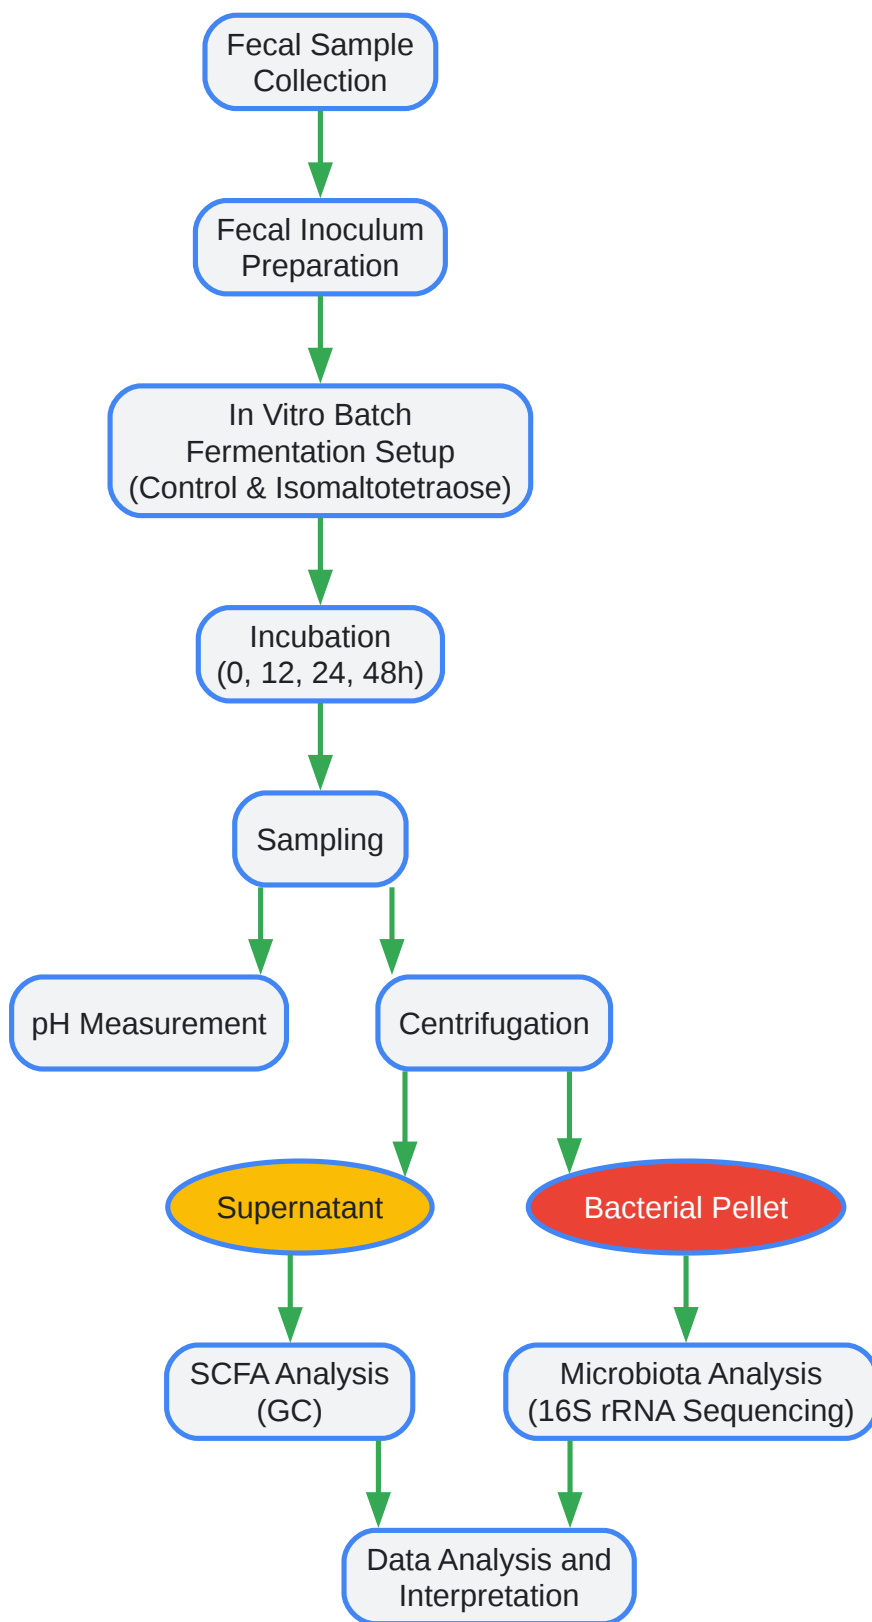 Fecal Sample
Collection
Fecal Inoculum
Preparation
In Vitro Batch
Fermentation Setup
(Control & Isomaltotetraose)
Incubation
(0, 12, 24, 48h)
Sampling
pH Measurement
Centrifugation
Supernatant
Bacterial Pellet
SCFA Analysis
(GC)
Microbiota Analysis
(16S rRNA Sequencing)
Data Analysis and
Interpretation